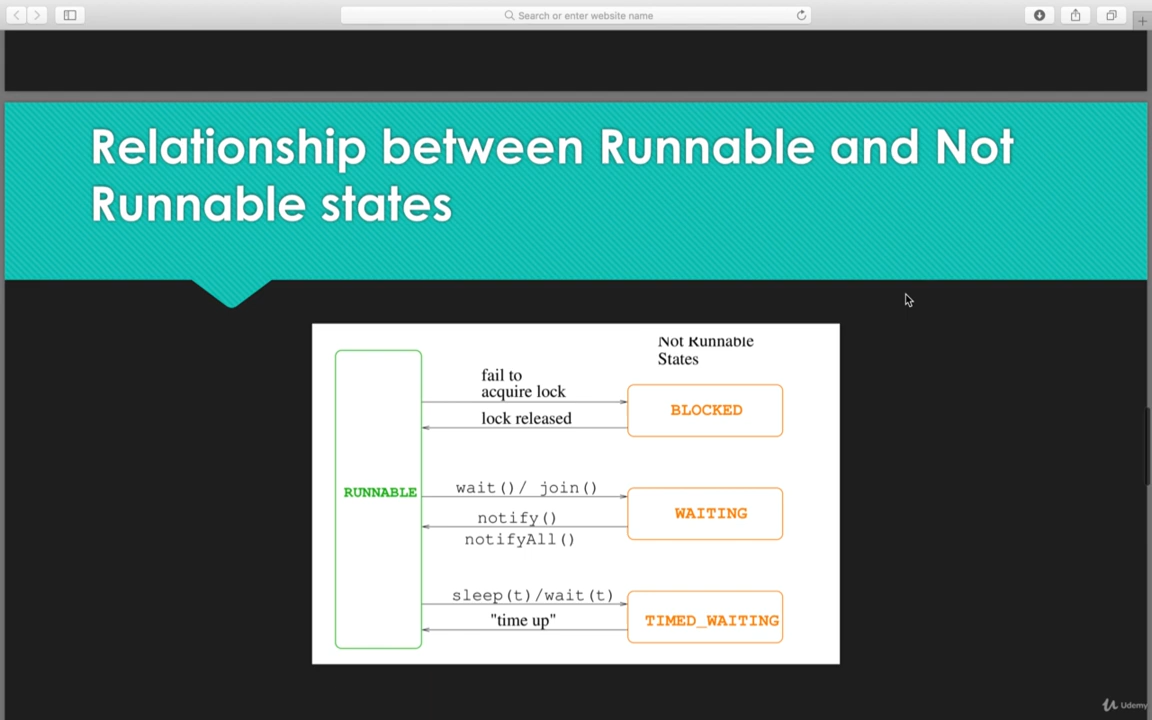 Search or enter website name
Relationship between Runnable and Not
Runnable states
Not Runnable
States
fail to
acquire lock
BLOCKED
lock released
RUNNABLE
wait()/ join()
WAITING
notify()
notifyAll()
sleep(t)/wait(t)
TIMED_WAITING
"time up"
Udemy